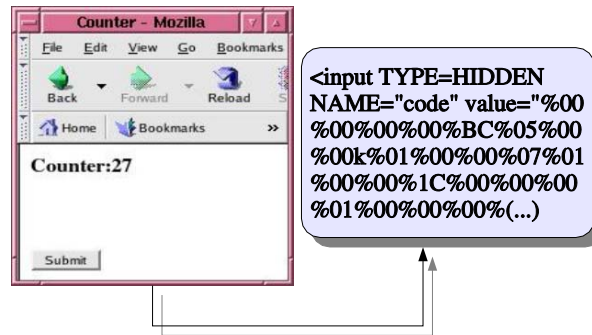 Counter - Mozilla
File Edit View Go Bookmarks
Back Forward Reload S
Home Bookmarks »
Counter:27
Submit
<input TYPE=HIDDEN
NAME="code" value="%00
%00%00%00%BC%05%00
%00k%01%00%00%07%01
%00%00%1C%00%00%00
%01%00%00%00%(...)